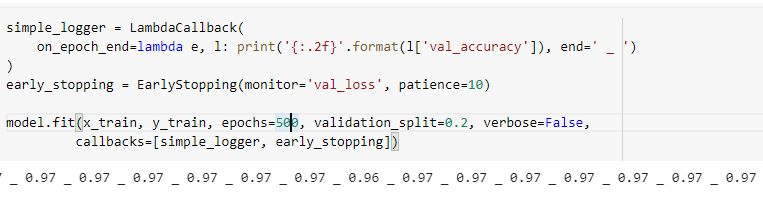 simple_logger = LambdaCallback(
    on_epoch_end=lambda e, l: print('{:.2f}'.format(l['val_accuracy']), end=' _ ')
)
early_stopping = EarlyStopping(monitor='val_loss', patience=10)

model.fit(x_train, y_train, epochs=500, validation_split=0.2, verbose=False,
          callbacks=[simple_logger, early_stopping])
_ 0.97 _ 0.97 _ 0.97 _ 0.97 _ 0.97 _ 0.97 _ 0.96 _ 0.97 _ 0.97 _ 0.97 _ 0.97 _ 0.97 _ 0.97 _ 0.97